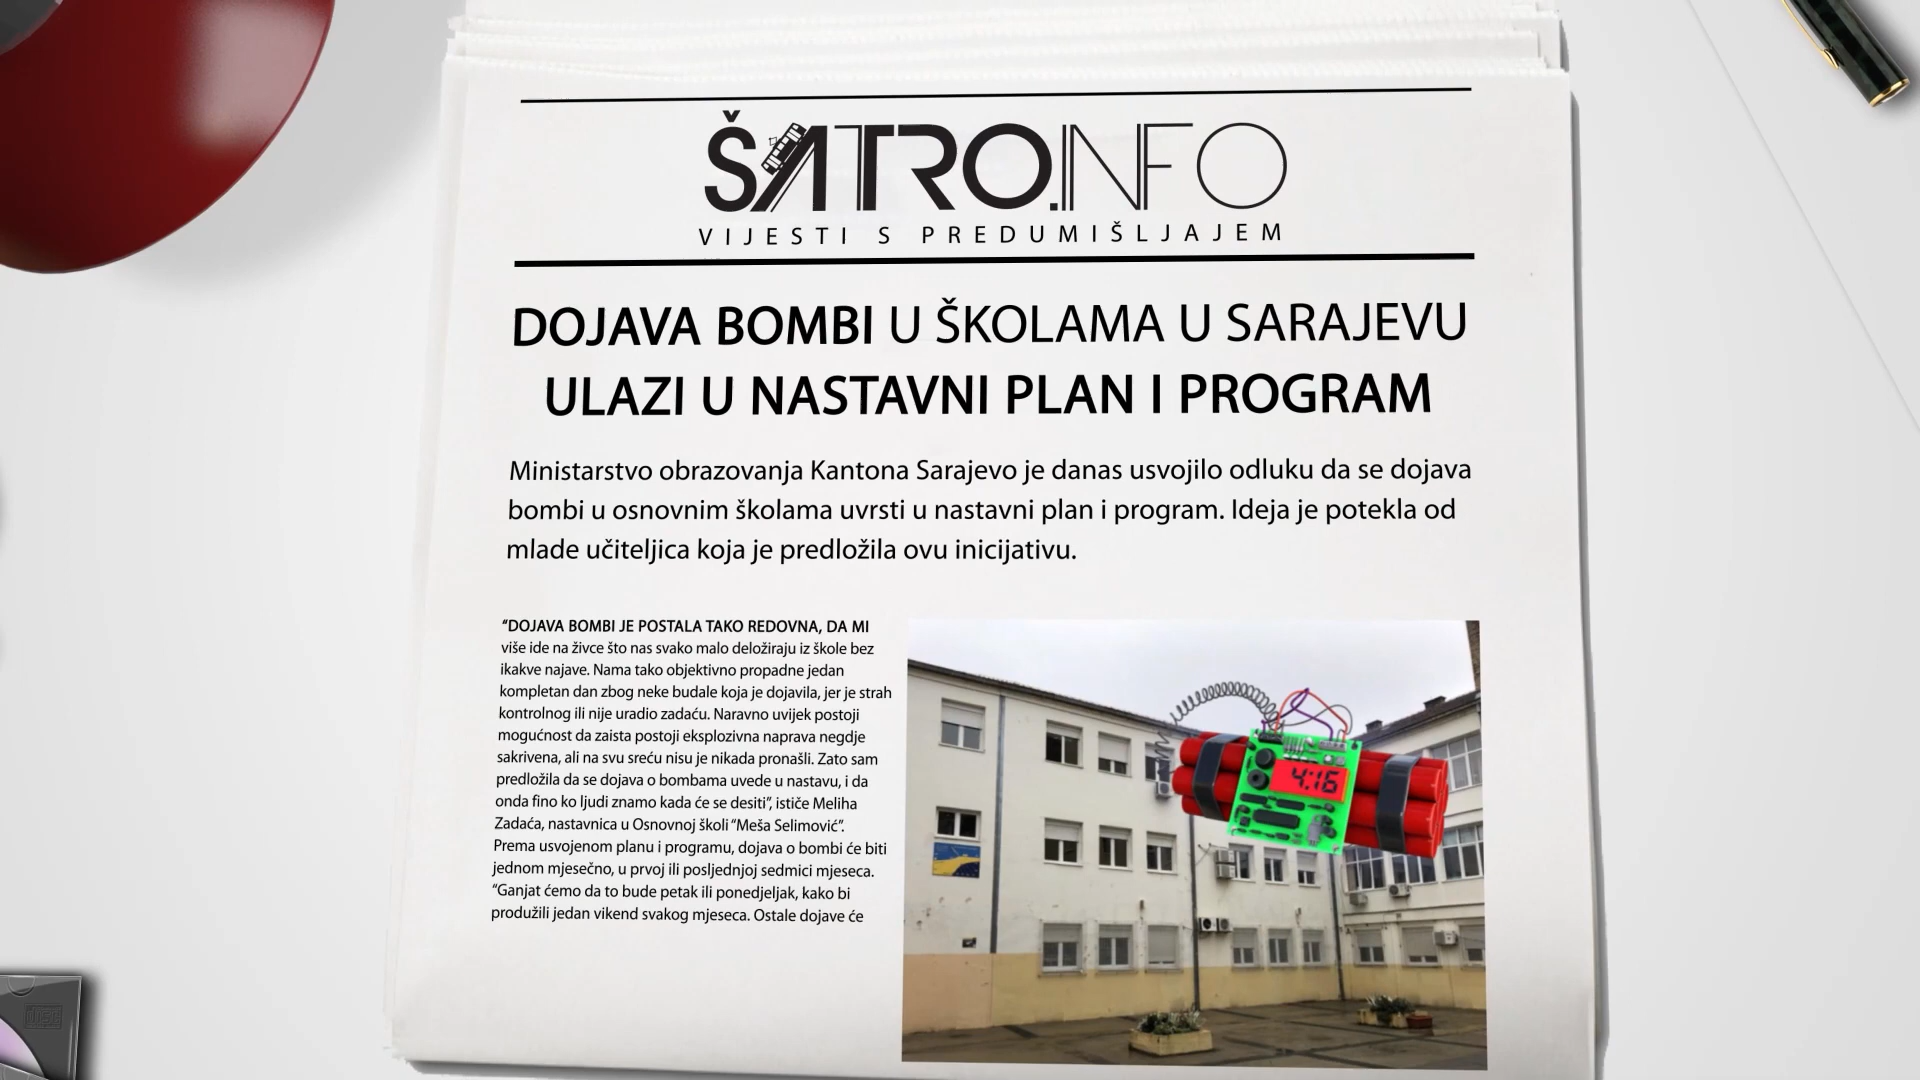 ŠATRO.INFO
VIJESTI S PREDUMIŠLJAJEM
DOJAVA BOMBI U ŠKOLAMA U SARAJEVU
ULAZI U NASTAVNI PLAN I PROGRAM
Ministarstvo obrazovanja Kantona Sarajevo je danas usvojilo odluku da se dojava
bombi u osnovnim školama uvrsti u nastavni plan i program. Ideja je potekla od
mlade učiteljica koja je predložila ovu inicijativu.
“DOJAVA BOMBI JE POSTALA TAKO REDOVNA, DA MI
više ide na živce što nas svako malo deložiraju iz škole bez
ikakve najave. Nama tako objektivno propadne jedan
kompletan dan zbog neke budale koja je dojavila, jer je strah
kontrolnog ili nije uradio zadaću. Naravno uvijek postoji
mogućnost da zaista postoji eksplozivna naprava negdje
sakrivena, ali na svu sreću nisu je nikada pronašli. Zato sam
predložila da se dojava o bombama uvede u nastavu, i da
onda fino ko ljudi znamo kada će se desiti”, ističe Meliha
Zadaća, nastavnica u Osnovnoj školi “Meša Selimović”.
Prema usvojenom planu i programu, dojava o bombi će biti
jednom mjesečno, u prvoj ili posljednjoj sedmici mjeseca.
“Ganjat ćemo da to bude petak ili ponedjeljak, kako bi
produžili jedan vikend svakog mjeseca. Ostale dojave će
4:16